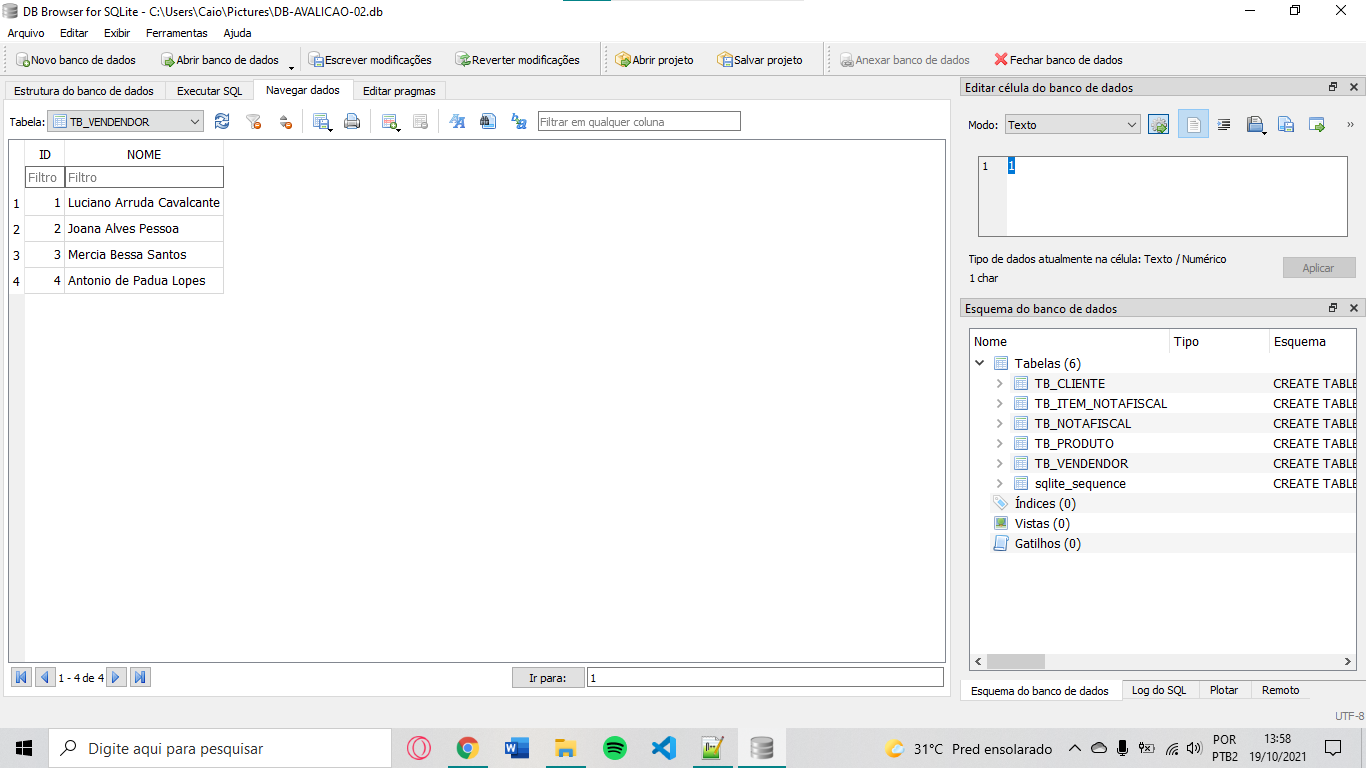 DB Browser for SQLite - C:\Users\Caio\Pictures\DB-AVALICAO-02.db
Arquivo Editar Exibir Ferramentas Ajuda
Novo banco de dados Abrir banco de dados Escrever modificações Reverter modificações Abrir projeto Salvar projeto Anexar banco de dados Fechar banco de dados
Estrutura do banco de dados Executar SQL Navegar dados Editar pragmas
Tabela: TB_VENDENDOR Filtrar em qualquer coluna
ID NOME
Filtro Filtro
1 1 Luciano Arruda Cavalcante
2 2 Joana Alves Pessoa
3 3 Mercia Bessa Santos
4 4 Antonio de Padua Lopes
1 - 4 de 4 Ir para: 1
Editar célula do banco de dados
Modo: Texto
1 1
Tipo de dados atualmente na célula: Texto / Numérico
1 char
Aplicar
Esquema do banco de dados
Nome Tipo Esquema
Tabelas (6)
TB_CLIENTE CREATE TABLE
TB_ITEM_NOTAFISCAL CREATE TABLE
TB_NOTAFISCAL CREATE TABLE
TB_PRODUTO CREATE TABLE
TB_VENDENDOR CREATE TABLE
sqlite_sequence CREATE TABLE
Índices (0)
Vistas (0)
Gatilhos (0)
Esquema do banco de dados Log do SQL Plotar Remoto
UTF-8
Digite aqui para pesquisar
31°C Pred ensolarado
POR
PTB2
13:58
19/10/2021